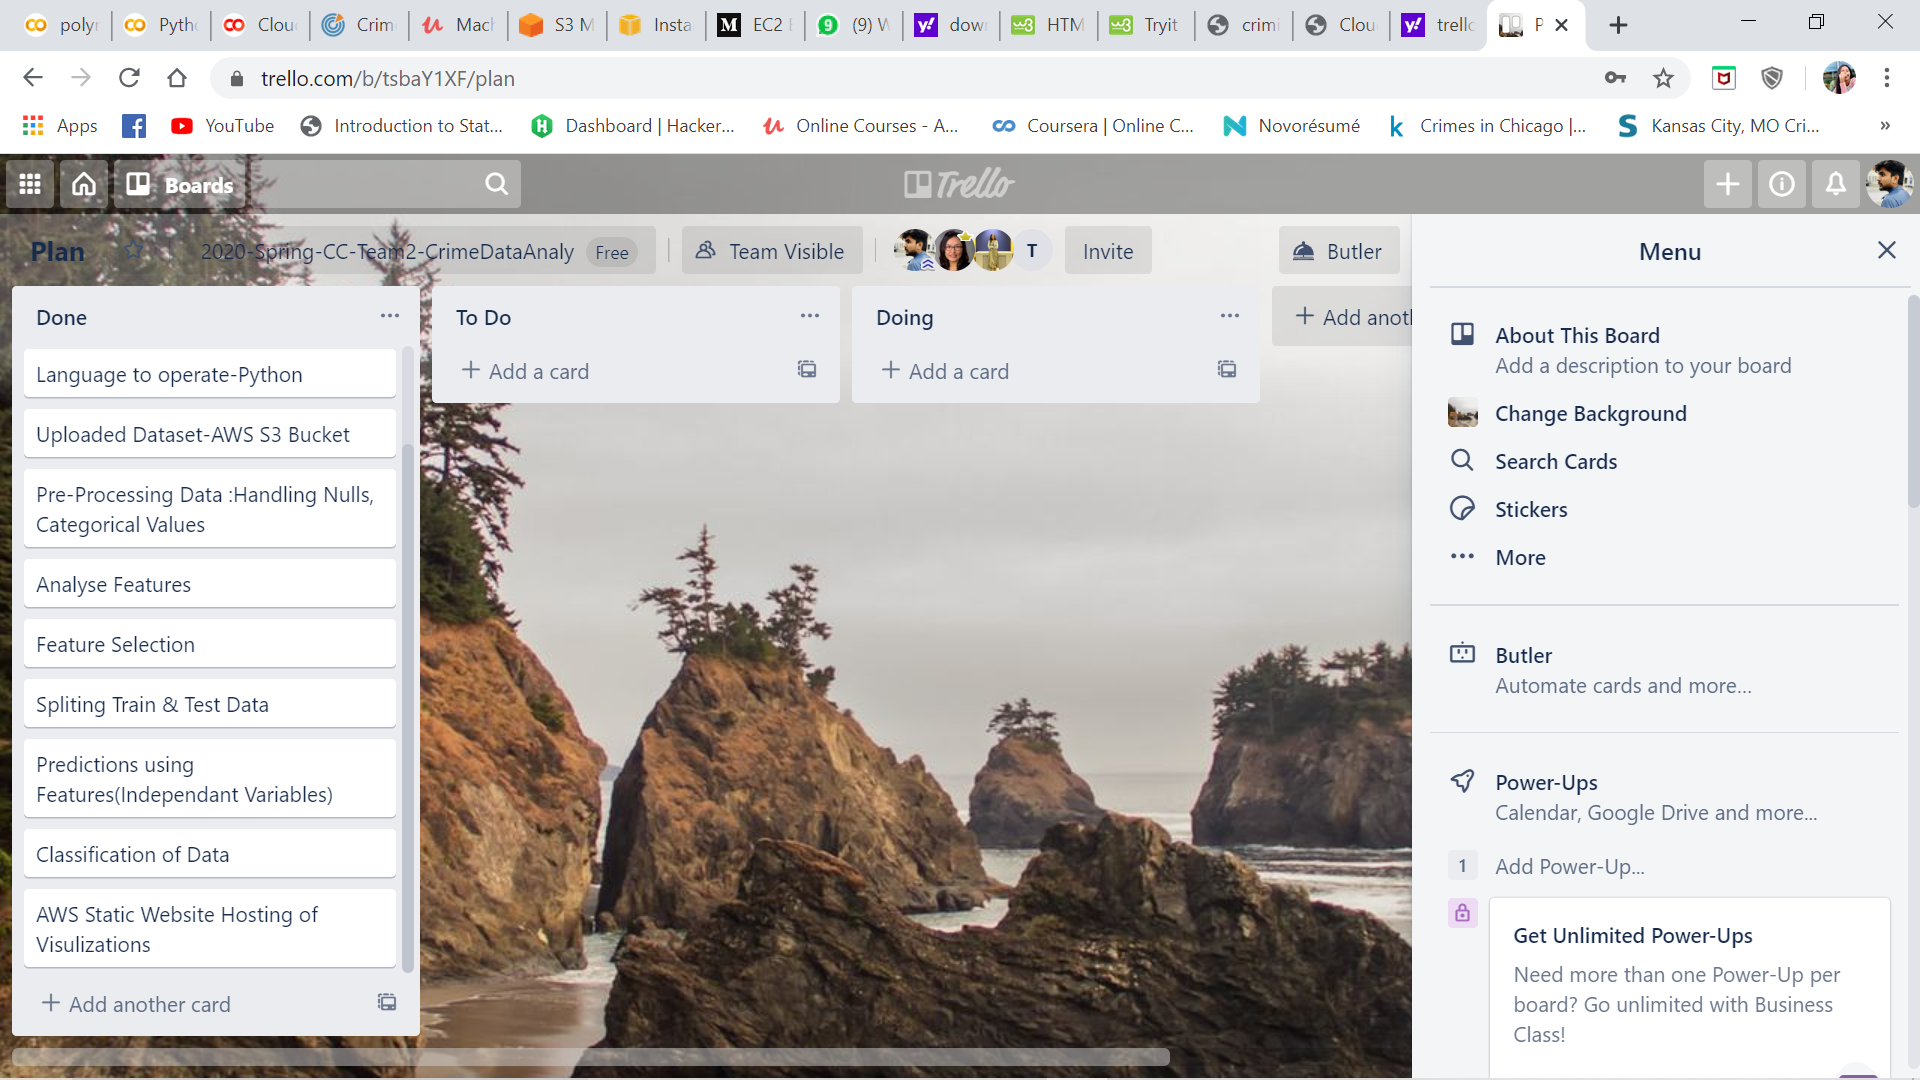 poly
Pytho
Clou
Crim
Mach
S3 M
Insta
EC2
(9) W
dow
HTM
Tryit
crimi
Clou
trello
P
trello.com/b/tsbaY1XF/plan
Apps
YouTube
Introduction to Stat...
Dashboard | Hacker...
Online Courses - A...
Coursera | Online C...
Novorésumé
Crimes in Chicago |...
Kansas City, MO Cri...
»
Boards
Trello
Plan
2020-Spring-CC-Team2-CrimeDataAnaly
Free
Team Visible
T
Invite
Butler
Menu
Done
Language to operate-Python
Uploaded Dataset-AWS S3 Bucket
Pre-Processing Data :Handling Nulls,
Categorical Values
Analyse Features
Feature Selection
Spliting Train & Test Data
Predictions using
Features(Independant Variables)
Classification of Data
AWS Static Website Hosting of
Visulizations
Add another card
To Do
Add a card
Doing
Add a card
Add anoth
About This Board
Add a description to your board
Change Background
Search Cards
Stickers
More
Butler
Automate cards and more...
Power-Ups
Calendar, Google Drive and more...
1
Add Power-Up...
Get Unlimited Power-Ups
Need more than one Power-Up per
board? Go unlimited with Business
Class!